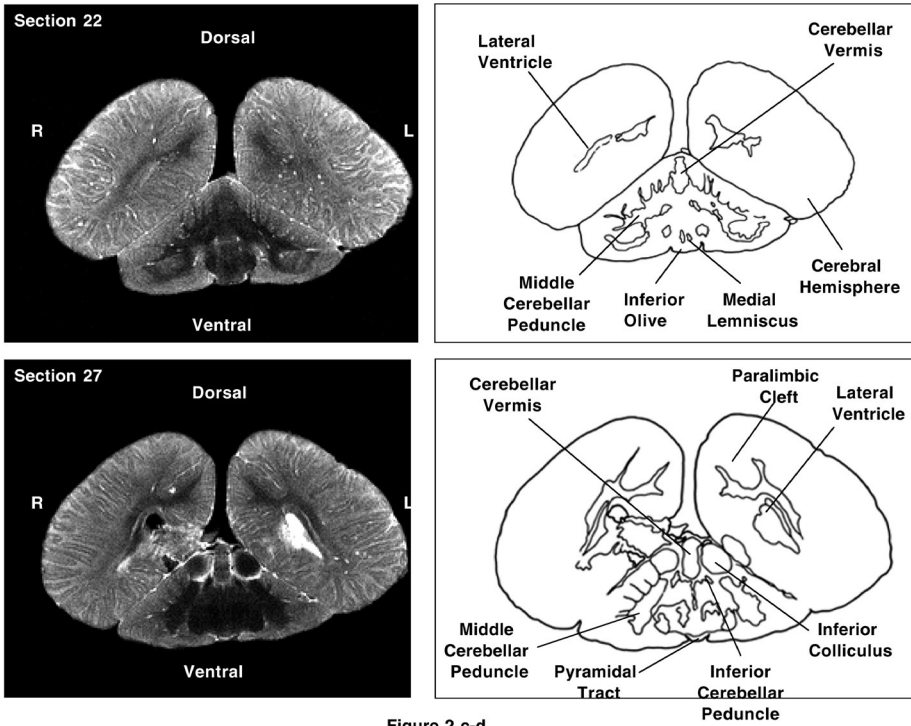 Section 22
Dorsal
R
L
Ventral
Lateral
Ventricle
Cerebellar
Vermis
Middle
Cerebellar
Peduncle
Inferior
Olive
Medial
Lemniscus
Cerebral
Hemisphere
Section 27
Dorsal
R
L
Ventral
Cerebellar
Vermis
Paralimbic
Cleft
Lateral
Ventricle
Middle
Cerebellar
Peduncle
Pyramidal
Tract
Inferior
Cerebellar
Peduncle
Inferior
Colliculus
Figure 2 c-d